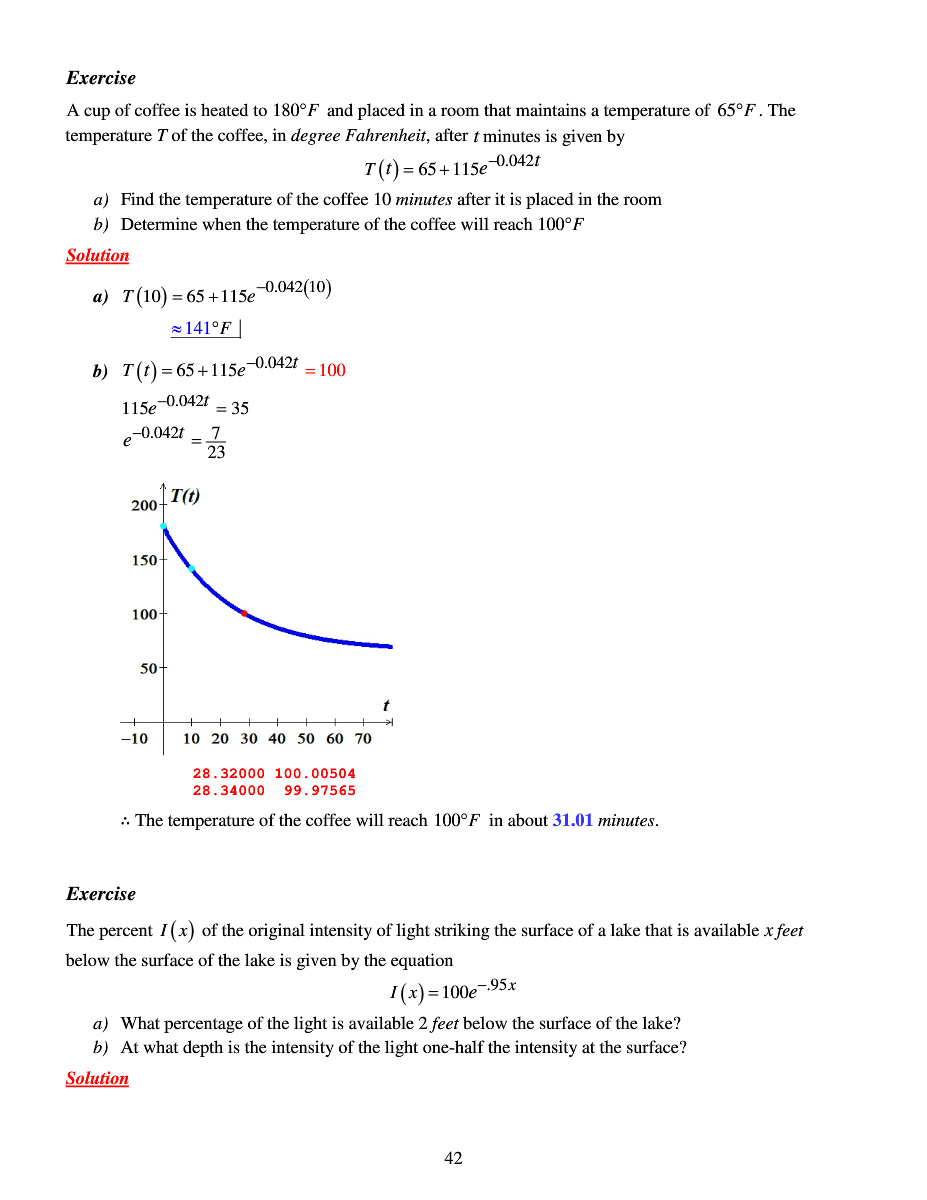 Exercise
A cup of coffee is heated to 180°F and placed in a room that maintains a temperature of 65°F. The
temperature T of the coffee, in degree Fahrenheit, after t minutes is given by
T(t) = 65 + 115e^−0.042t
a) Find the temperature of the coffee 10 minutes after it is placed in the room
b) Determine when the temperature of the coffee will reach 100°F
Solution
a) T(10) = 65 + 115e^−0.042(10)
≈ 141°F |
b) T(t) = 65 + 115e^−0.042t = 100
115e^−0.042t = 35
e^−0.042t = 7/23
T(t)
200
150
100
50
t
−10 10 20 30 40 50 60 70
28.32000 100.00504
28.34000 99.97565
∴ The temperature of the coffee will reach 100°F in about 31.01 minutes.
Exercise
The percent I(x) of the original intensity of light striking the surface of a lake that is available x feet
below the surface of the lake is given by the equation
I(x) = 100e^−.95x
a) What percentage of the light is available 2 feet below the surface of the lake?
b) At what depth is the intensity of the light one-half the intensity at the surface?
Solution
42